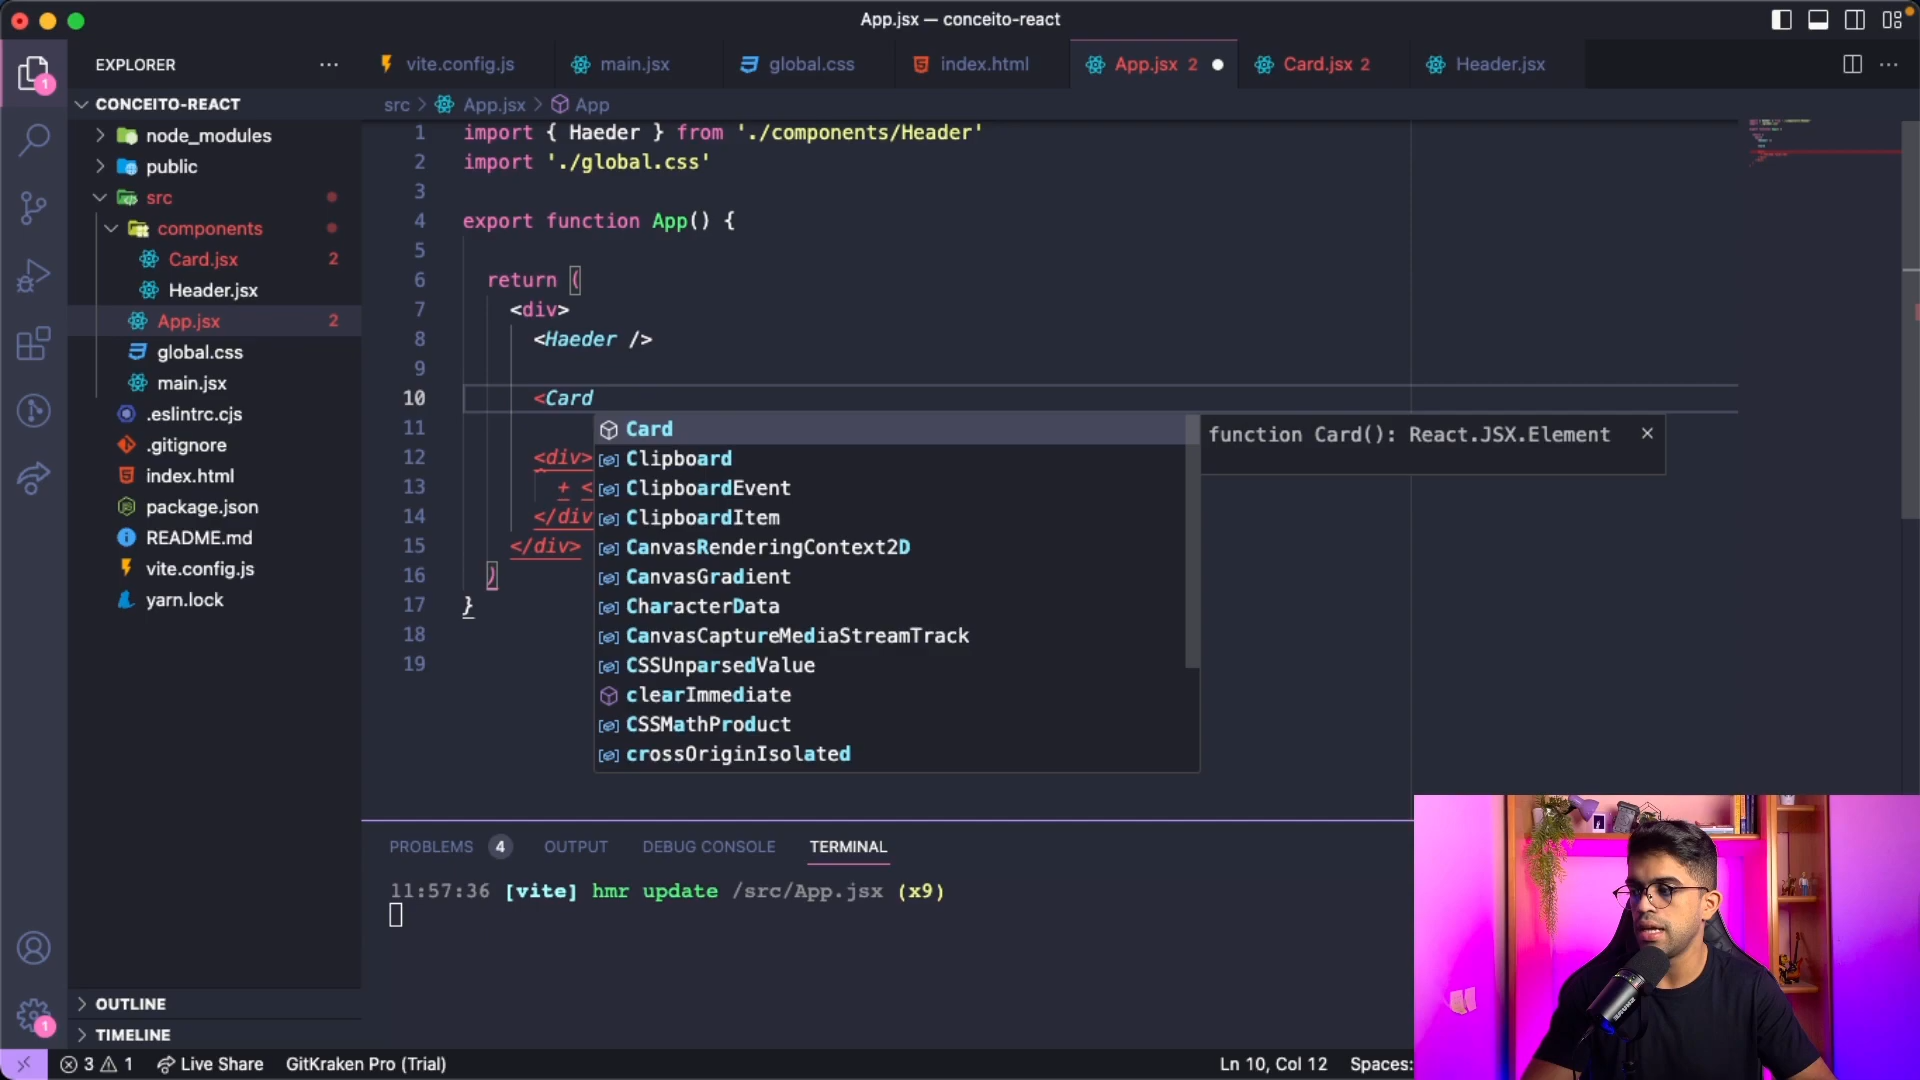 App.jsx — conceito-react
EXPLORER
vite.config.js
main.jsx
global.css
index.html
App.jsx 2
Card.jsx 2
Header.jsx
CONCEITO-REACT
node_modules
public
src
components
Card.jsx 2
Header.jsx
App.jsx 2
global.css
main.jsx
.eslintrc.cjs
.gitignore
index.html
package.json
README.md
vite.config.js
yarn.lock
OUTLINE
TIMELINE
src > App.jsx > App
1 import { Haeder } from './components/Header'
2 import './global.css'
3
4 export function App() {
5
6 return (
7 <div>
8 <Haeder />
9
10 <Card
11
12 <div>
13 + <
14 </div
15 </div>
16 )
17 }
18
19
Card
Clipboard
ClipboardEvent
ClipboardItem
CanvasRenderingContext2D
CanvasGradient
CharacterData
CanvasCaptureMediaStreamTrack
CSSUnparsedValue
clearImmediate
CSSMathProduct
crossOriginIsolated
function Card(): React.JSX.Element
PROBLEMS 4
OUTPUT
DEBUG CONSOLE
TERMINAL
11:57:36 [vite] hmr update /src/App.jsx (x9)
1
1
3 1
Live Share
GitKraken Pro (Trial)
Ln 10, Col 12
Spaces: